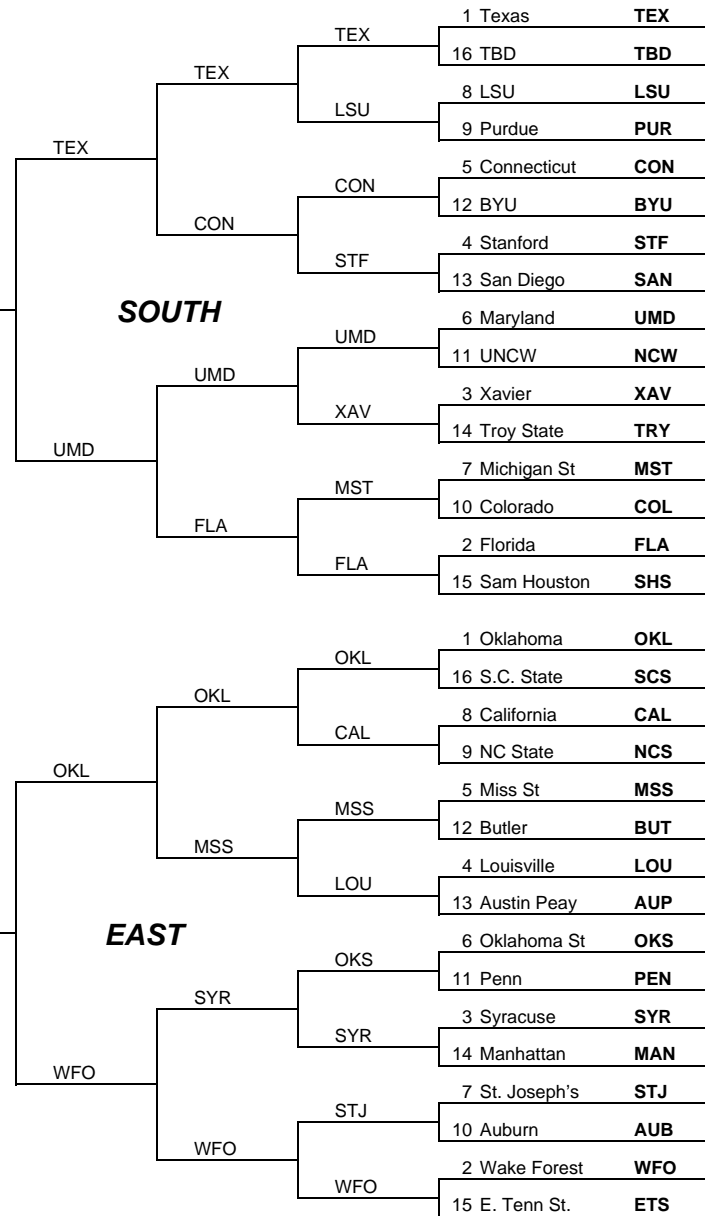 1 Texas TEX
TEX
16 TBD TBD
TEX
8 LSU LSU
LSU
9 Purdue PUR
TEX
5 Connecticut CON
CON
12 BYU BYU
CON
4 Stanford STF
STF
13 San Diego SAN
SOUTH
6 Maryland UMD
UMD
11 UNCW NCW
UMD
3 Xavier XAV
XAV
14 Troy State TRY
UMD
7 Michigan St MST
MST
10 Colorado COL
FLA
2 Florida FLA
FLA
15 Sam Houston SHS
1 Oklahoma OKL
OKL
16 S.C. State SCS
OKL
8 California CAL
CAL
9 NC State NCS
OKL
5 Miss St MSS
MSS
12 Butler BUT
MSS
4 Louisville LOU
LOU
13 Austin Peay AUP
EAST
6 Oklahoma St OKS
OKS
11 Penn PEN
SYR
3 Syracuse SYR
SYR
14 Manhattan MAN
WFO
7 St. Joseph's STJ
STJ
10 Auburn AUB
WFO
2 Wake Forest WFO
WFO
15 E. Tenn St. ETS